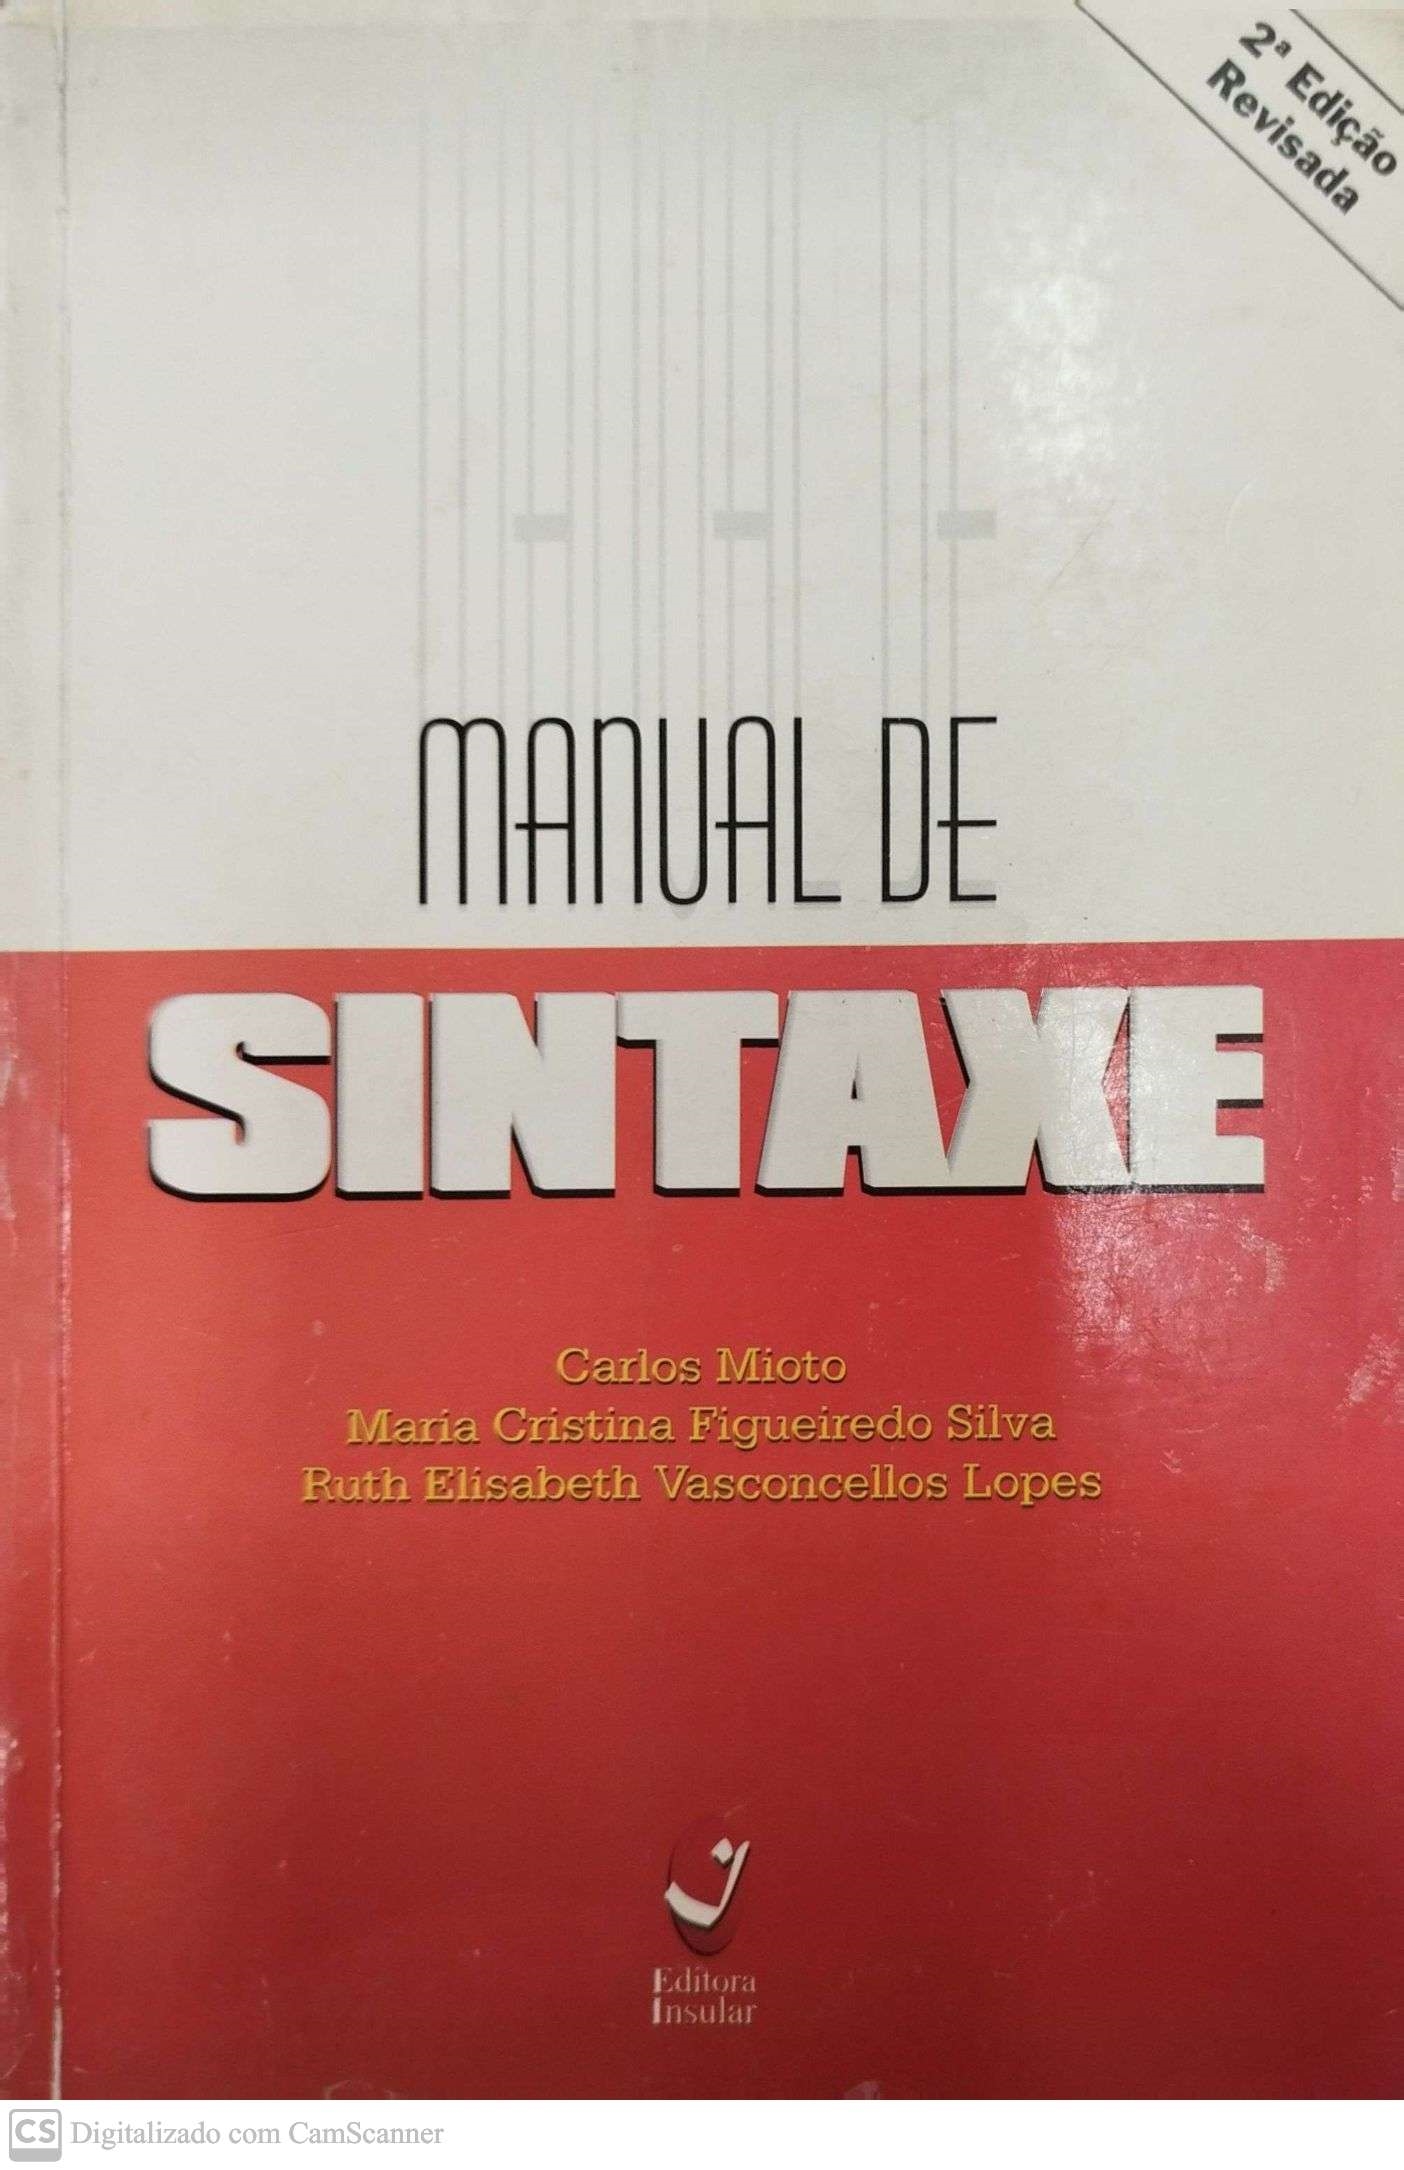 2ª Edição
Revisada
MANUAL DE
SINTAXE
Carlos Mioto
Maria Cristina Figueiredo Silva
Ruth Elisabeth Vasconcellos Lopes
Editora
Insular
CS Digitalizado com CamScanner